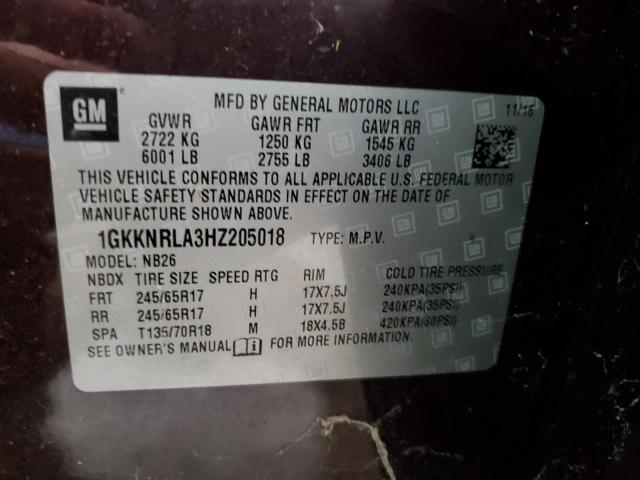 GM
MFD BY GENERAL MOTORS LLC
11/16
GVWR GAWR FRT GAWR RR
2722 KG 1250 KG 1545 KG
6001 LB 2755 LB 3406 LB
THIS VEHICLE CONFORMS TO ALL APPLICABLE U.S. FEDERAL MOTOR
VEHICLE SAFETY STANDARDS IN EFFECT ON THE DATE OF
MANUFACTURE SHOWN ABOVE.
1GKKNRLA3HZ205018 TYPE: M.P.V.
MODEL: NB26
NBDX TIRE SIZE SPEED RTG RIM COLD TIRE PRESSURE
FRT 245/65R17 H 17X7.5J 240KPA(35PSI)
RR 245/65R17 H 17X7.5J 240KPA(35PSI)
SPA T135/70R18 M 18X4.5B 420KPA(60PSI)
SEE OWNER'S MANUAL i FOR MORE INFORMATION.